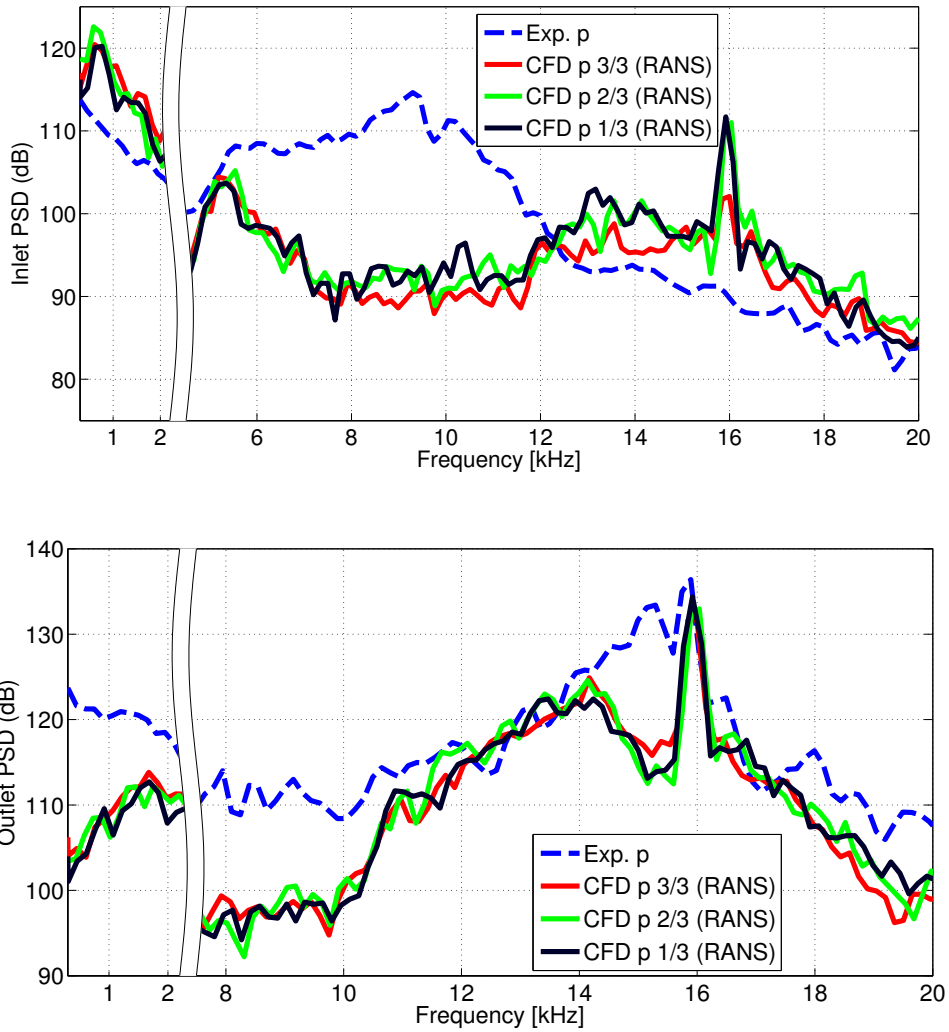 Inlet PSD (dB)
120
110
100
90
80
Exp. p
CFD p 3/3 (RANS)
CFD p 2/3 (RANS)
CFD p 1/3 (RANS)
1 2 6 8 10 12 14 16 18 20
Frequency [kHz]
Outlet PSD (dB)
140
130
120
110
100
90
Exp. p
CFD p 3/3 (RANS)
CFD p 2/3 (RANS)
CFD p 1/3 (RANS)
1 2 8 10 12 14 16 18 20
Frequency [kHz]